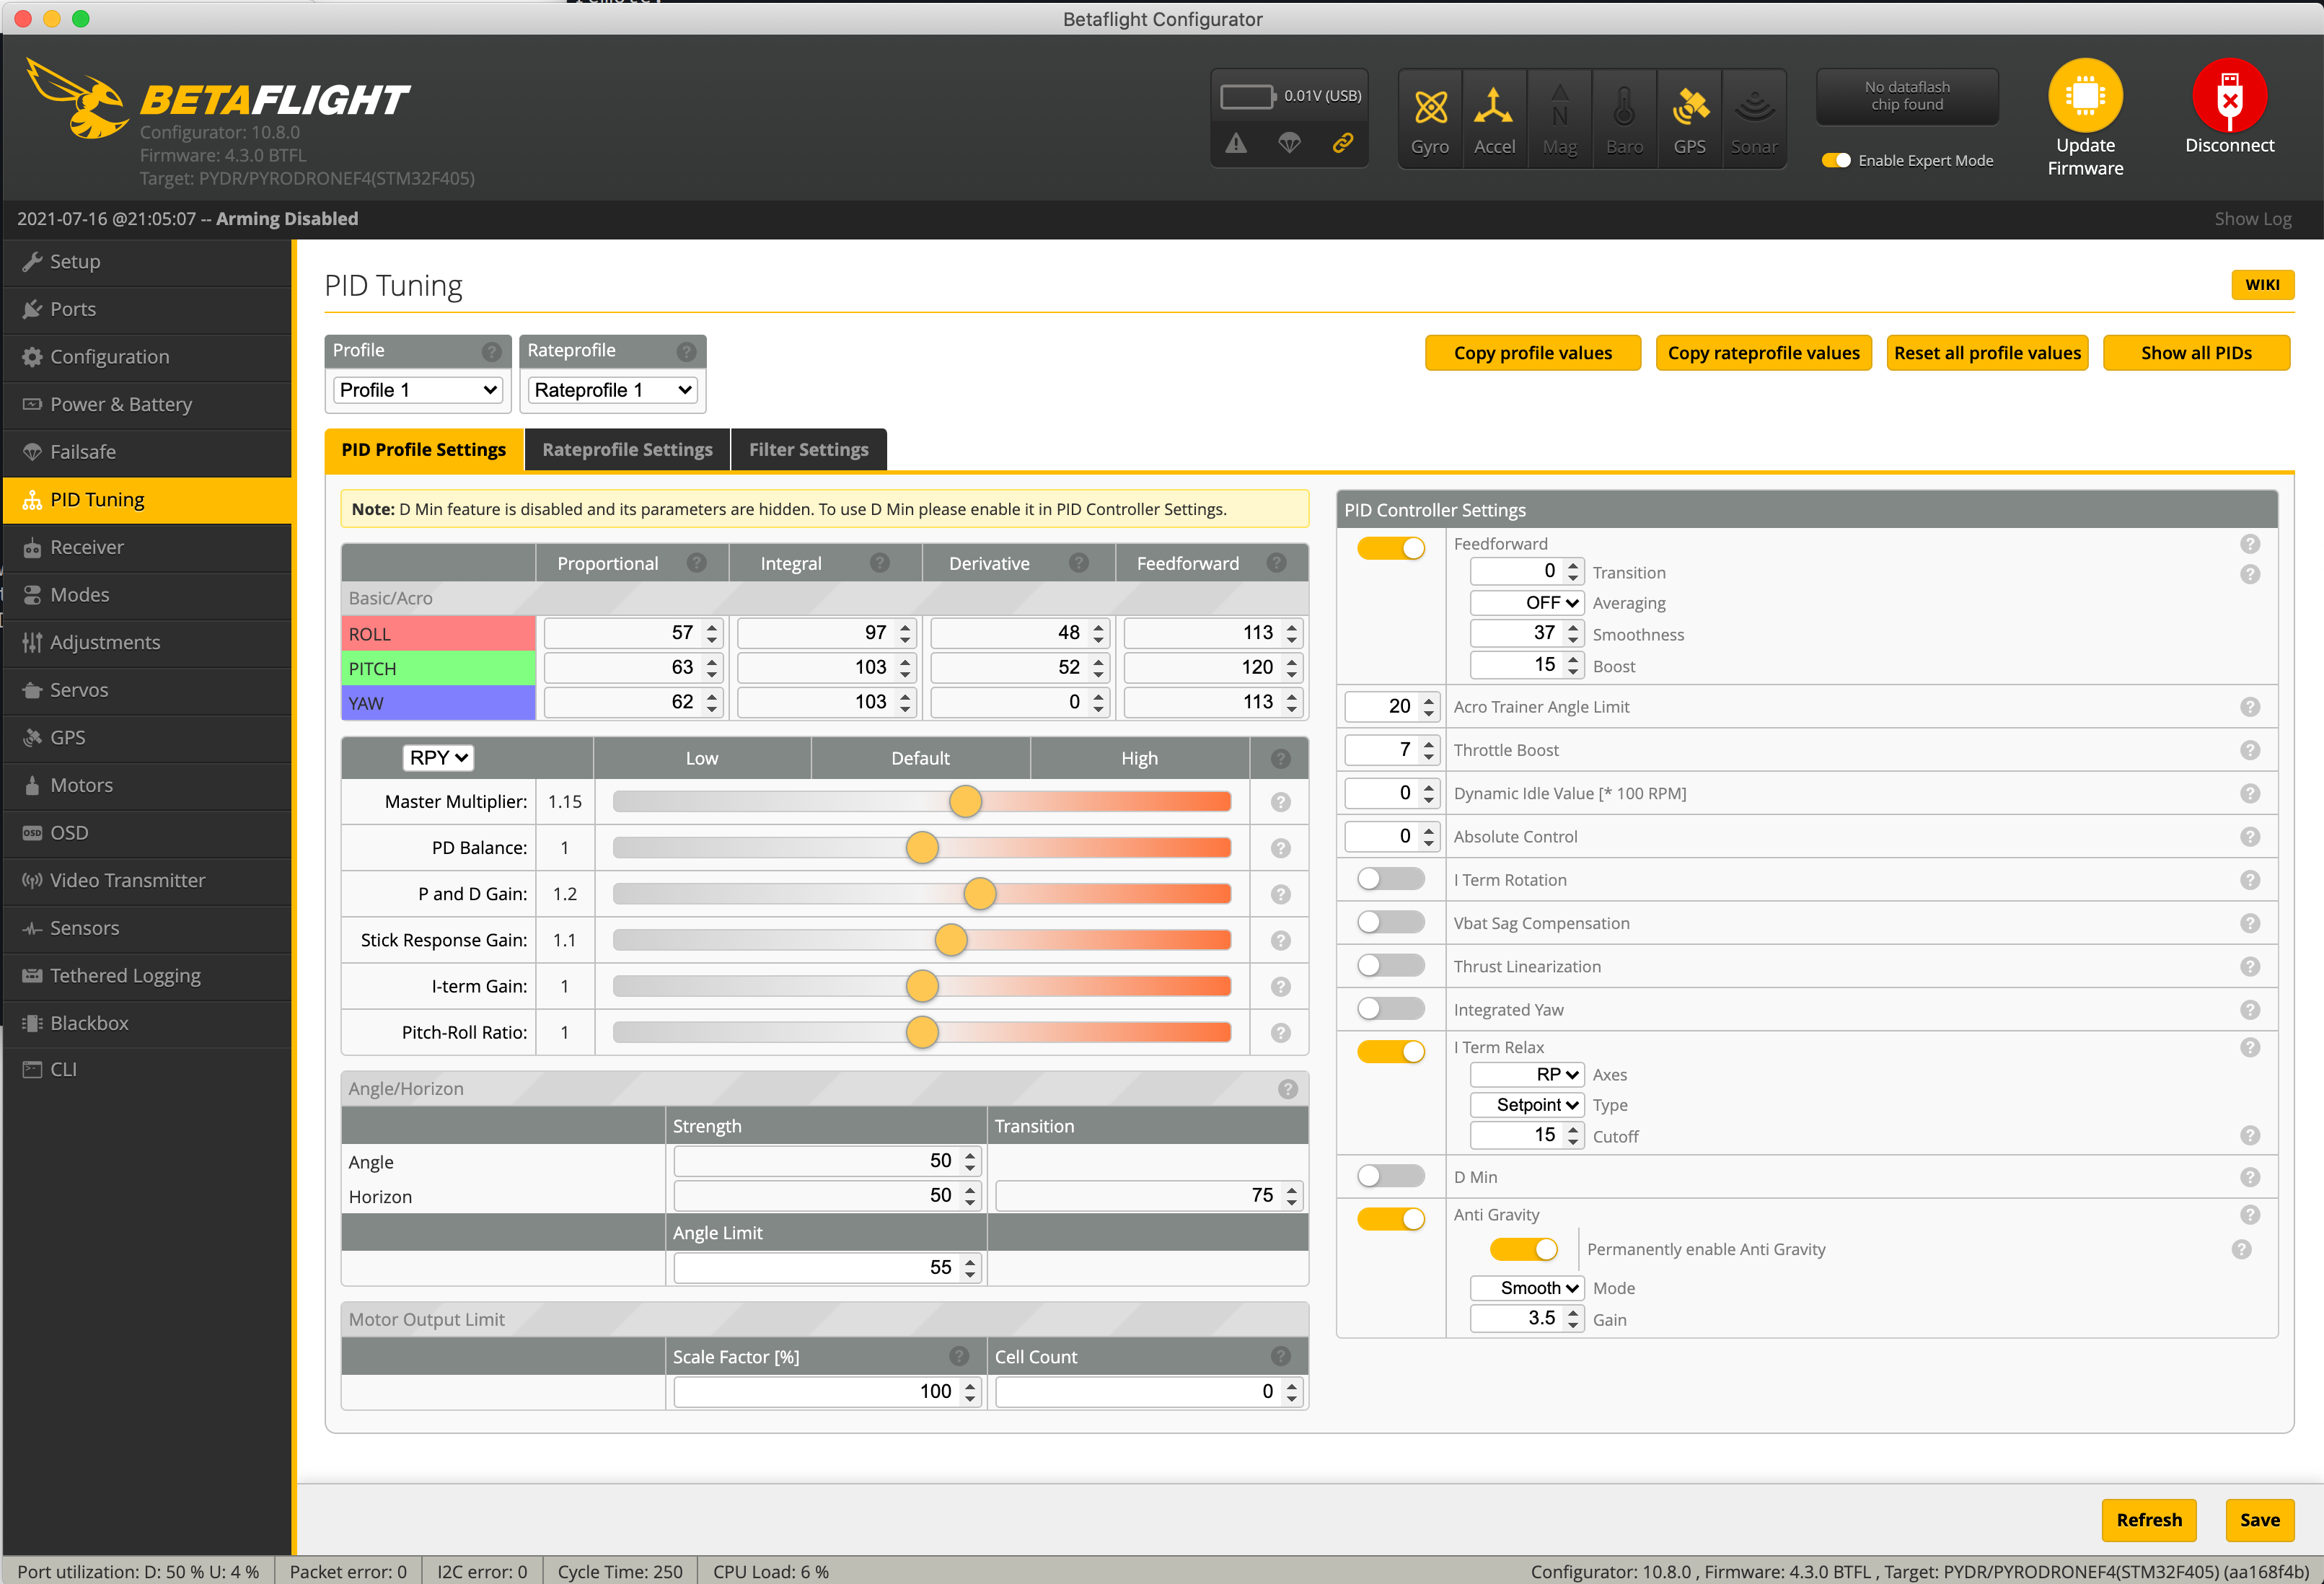 Betaflight Configurator
BETAFLIGHT
Configurator: 10.8.0
Firmware: 4.3.0 BTFL
Target: PYDR/PYRODRONEF4(STM32F405)
0.01V (USB)
Gyro
Accel
N
Mag
Baro
GPS
Sonar
No dataflash
chip found
Enable Expert Mode
Update
Firmware
Disconnect
2021-07-16 @21:05:07 -- Arming Disabled
Show Log
Setup
Ports
Configuration
Power & Battery
Failsafe
PID Tuning
Receiver
Modes
Adjustments
Servos
GPS
Motors
OSD OSD
Video Transmitter
Sensors
Tethered Logging
Blackbox
CLI
PID Tuning
WIKI
Profile ?
Profile 1
Rateprofile ?
Rateprofile 1
Copy profile values
Copy rateprofile values
Reset all profile values
Show all PIDs
PID Profile Settings
Rateprofile Settings
Filter Settings
Note: D Min feature is disabled and its parameters are hidden. To use D Min please enable it in PID Controller Settings.
Proportional ? Integral ? Derivative ? Feedforward ?
Basic/Acro
ROLL 57 97 48 113
PITCH 63 103 52 120
YAW 62 103 0 113
RPY Low Default High ?
Master Multiplier: 1.15 ?
PD Balance: 1 ?
P and D Gain: 1.2 ?
Stick Response Gain: 1.1 ?
I-term Gain: 1 ?
Pitch-Roll Ratio: 1 ?
Angle/Horizon ?
Strength Transition
Angle 50
Horizon 50 75
Angle Limit
55
Motor Output Limit
Scale Factor [%] ? Cell Count ?
100 0
PID Controller Settings
Feedforward ?
0 Transition ?
OFF Averaging
37 Smoothness
15 Boost
20 Acro Trainer Angle Limit ?
7 Throttle Boost ?
0 Dynamic Idle Value [* 100 RPM] ?
0 Absolute Control ?
I Term Rotation ?
Vbat Sag Compensation ?
Thrust Linearization ?
Integrated Yaw ?
I Term Relax ?
RP Axes
Setpoint Type
15 Cutoff ?
D Min ?
Anti Gravity ?
Permanently enable Anti Gravity ?
Smooth Mode
3.5 Gain
Refresh
Save
Port utilization: D: 50 % U: 4 %
Packet error: 0
I2C error: 0
Cycle Time: 250
CPU Load: 6 %
Configurator: 10.8.0 , Firmware: 4.3.0 BTFL , Target: PYDR/PYRODRONEF4(STM32F405) (aa168f4b)